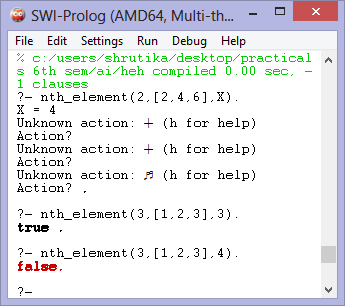 SWI-Prolog (AMD64, Multi-th...
File Edit Settings Run Debug Help
% c:/users/shrutika/desktop/practical
s 6th sem/ai/heh compiled 0.00 sec, -
1 clauses
?- nth_element(2,[2,4,6],X).
X = 4
Unknown action: + (h for help)
Action?
Unknown action: + (h for help)
Action?
Unknown action: ♬ (h for help)
Action? .
?- nth_element(3,[1,2,3],3).
true .
?- nth_element(3,[1,2,3],4).
false.
?-